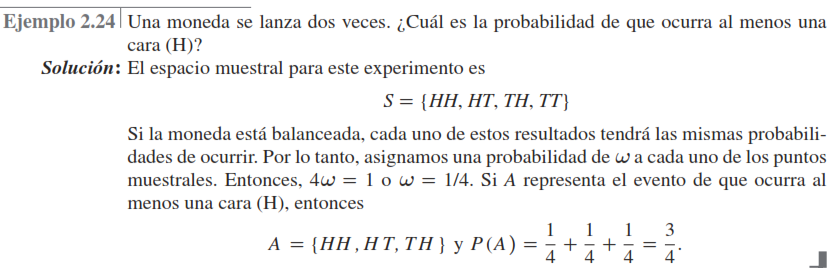 Ejemplo 2.24 Una moneda se lanza dos veces. ¿Cuál es la probabilidad de que ocurra al menos una
cara (H)?
Solución: El espacio muestral para este experimento es
S = {HH, HT, TH, TT}
Si la moneda está balanceada, cada uno de estos resultados tendrá las mismas probabili-
dades de ocurrir. Por lo tanto, asignamos una probabilidad de ω a cada uno de los puntos
muestrales. Entonces, 4ω = 1 o ω = 1/4. Si A representa el evento de que ocurra al
menos una cara (H), entonces
A = {HH, HT, TH} y P(A) = 1/4 + 1/4 + 1/4 = 3/4.